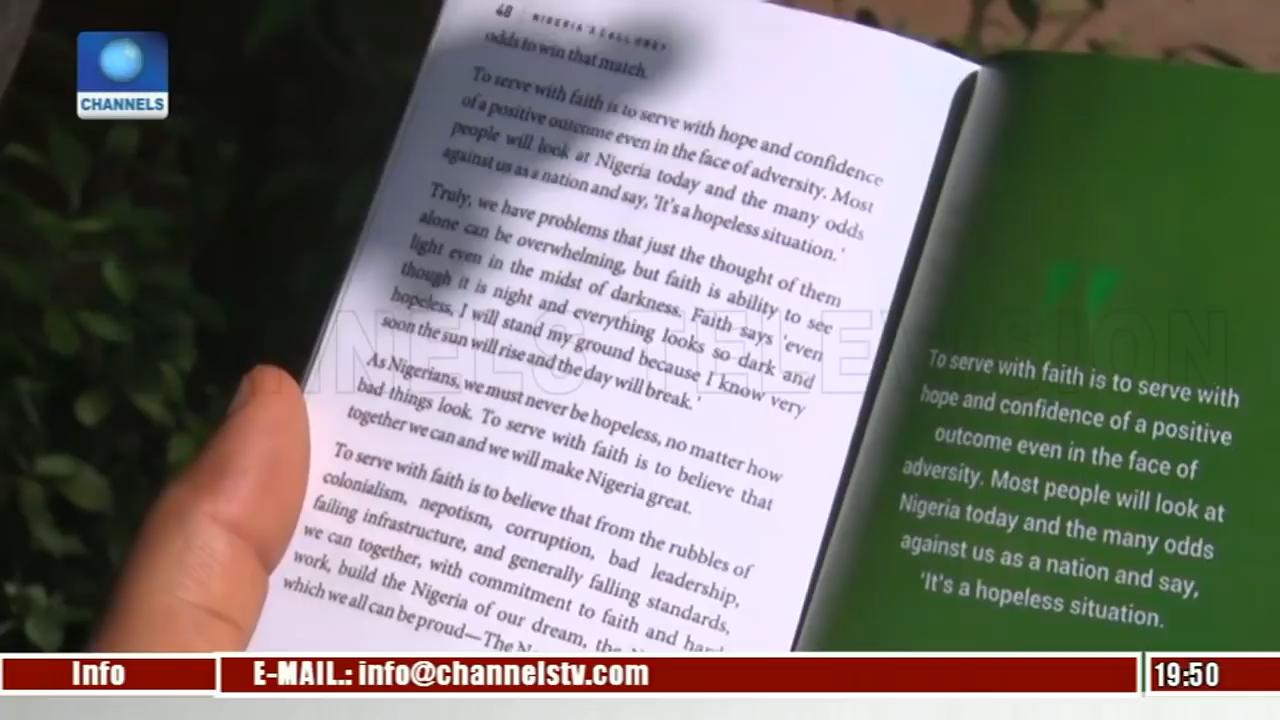 CHANNELS
48 NIGERIA'S CALL OBEY
odds to win that match.
To serve with faith is to serve with hope and confidence
of a positive outcome even in the face of adversity. Most
people will look at Nigeria today and the many odds
against us as a nation and say, 'It's a hopeless situation.'
Truly, we have problems that just the thought of them
alone can be overwhelming, but faith is ability to see
light even in the midst of darkness. Faith says 'even
though it is night and everything looks so dark and
hopeless, I will stand my ground because I know very
soon the sun will rise and the day will break.'
As Nigerians, we must never be hopeless, no matter how
bad things look. To serve with faith is to believe that
together we can and we will make Nigeria great.
To serve with faith is to believe that from the rubbles of
colonialism, nepotism, corruption, bad leadership,
failing infrastructure, and generally falling standards,
we can together, with commitment to faith and hard
work, build the Nigeria of our dream, the
which we all can be proud—The
"
To serve with faith is to serve with
hope and confidence of a positive
outcome even in the face of
adversity. Most people will look at
Nigeria today and the many odds
against us as a nation and say,
'It's a hopeless situation.
CHANNELS TELEVISION
Info E-MAIL.: info@channelstv.com 19:50